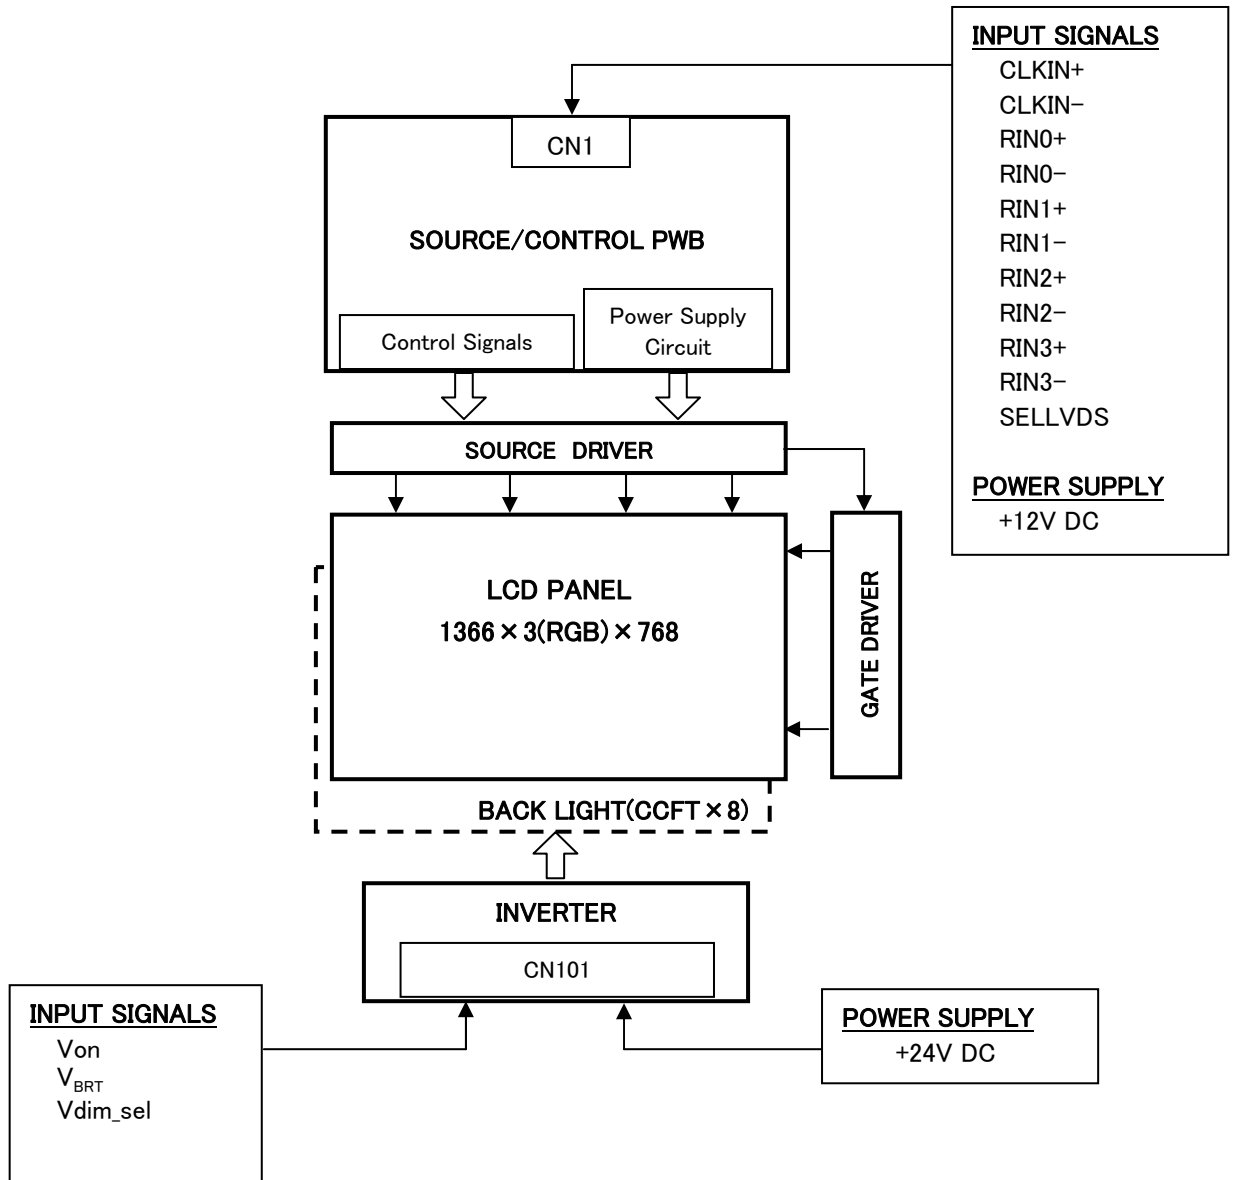 INPUT SIGNALS
CLKIN+
CLKIN−
RIN0+
RIN0−
RIN1+
RIN1−
RIN2+
RIN2−
RIN3+
RIN3−
SELLVDS
POWER SUPPLY
+12V DC
CN1
SOURCE/CONTROL PWB
Control Signals
Power Supply
Circuit
SOURCE DRIVER
LCD PANEL
1366×3(RGB)×768
GATE DRIVER
BACK LIGHT(CCFT×8)
INVERTER
CN101
INPUT SIGNALS
Von
VBRT
Vdim_sel
POWER SUPPLY
+24V DC